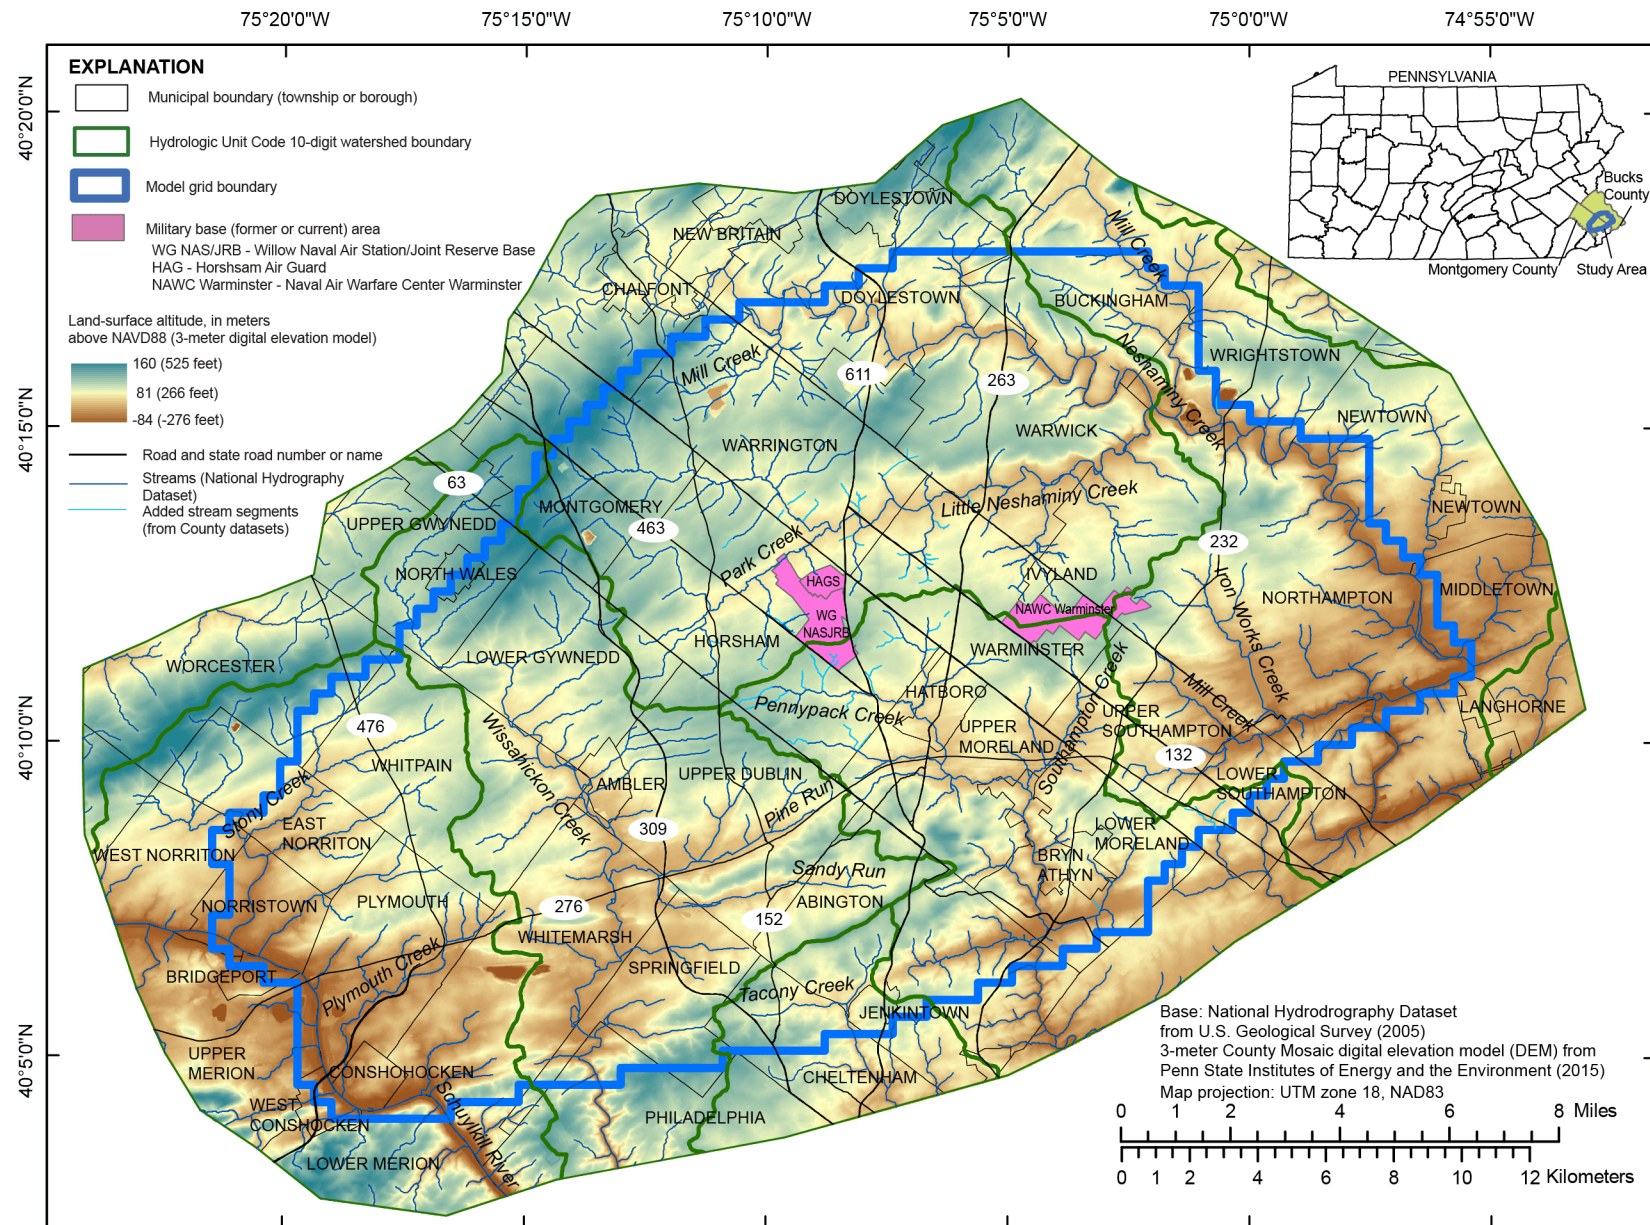 75°20'0"W
75°15'0"W
75°10'0"W
75°5'0"W
75°0'0"W
74°55'0"W
40°20'0"N
40°15'0"N
40°10'0"N
40°5'0"N
EXPLANATION
Municipal boundary (township or borough)
Hydrologic Unit Code 10-digit watershed boundary
Model grid boundary
Military base (former or current) area
WG NAS/JRB - Willow Naval Air Station/Joint Reserve Base
HAG - Horsham Air Guard
NAWC Warminster - Naval Air Warfare Center Warminster
Land-surface altitude, in meters
above NAVD88 (3-meter digital elevation model)
160 (525 feet)
81 (266 feet)
-84 (-276 feet)
Road and state road number or name
Streams (National Hydrography
Dataset)
Added stream segments
(from County datasets)
PENNSYLVANIA
Bucks
County
Montgomery County
Study Area
DOYLESTOWN
NEW BRITAIN
CHALFONT
DOYLESTOWN
BUCKINGHAM
Mill Creek
WRIGHTSTOWN
Neshaminy Creek
Mill Creek
611
263
NEWTOWN
WARRINGTON
WARWICK
63
MONTGOMERY
463
UPPER GWYNEDD
Little Neshaminy Creek
NEWTOWN
Park Creek
232
NORTH WALES
HAGS
IVYLAND
WG
NASJRB
NAWC Warminster
Iron Works Creek
NORTHAMPTON
MIDDLETOWN
HORSHAM
WARMINSTER
LOWER GYWNEDD
WORCESTER
HATBORO
Southampton Creek
Mill Creek
LANGHORNE
Pennypack Creek
UPPER
MORELAND
UPPER
SOUTHAMPTON
476
Wissahickon Creek
132
WHITPAIN
AMBLER
UPPER DUBLIN
LOWER
SOUTHAMPTON
Stony Creek
Pine Run
EAST
NORRITON
309
LOWER
MORELAND
WEST NORRITON
Sandy Run
BRYN
ATHYN
NORRISTOWN
PLYMOUTH
276
152
ABINGTON
WHITEMARSH
Plymouth Creek
SPRINGFIELD
BRIDGEPORT
Tacony Creek
JENKINTOWN
UPPER
MERION
CONSHOHOCKEN
CHELTENHAM
WEST
CONSHOCKEN
Schuylkill River
PHILADELPHIA
LOWER MERION
Base: National Hydrodrography Dataset
from U.S. Geological Survey (2005)
3-meter County Mosaic digital elevation model (DEM) from
Penn State Institutes of Energy and the Environment (2015)
Map projection: UTM zone 18, NAD83
0 1 2 4 6 8 Miles
0 1 2 4 6 8 10 12 Kilometers